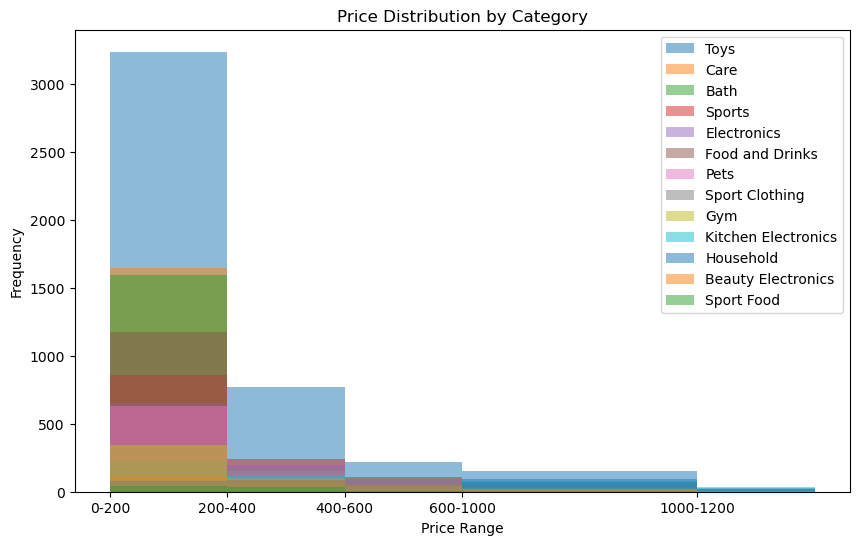 Price Distribution by Category
Frequency
3000
2500
2000
1500
1000
500
0
0-200
200-400
400-600
600-1000
1000-1200
Price Range
Toys
Care
Bath
Sports
Electronics
Food and Drinks
Pets
Sport Clothing
Gym
Kitchen Electronics
Household
Beauty Electronics
Sport Food